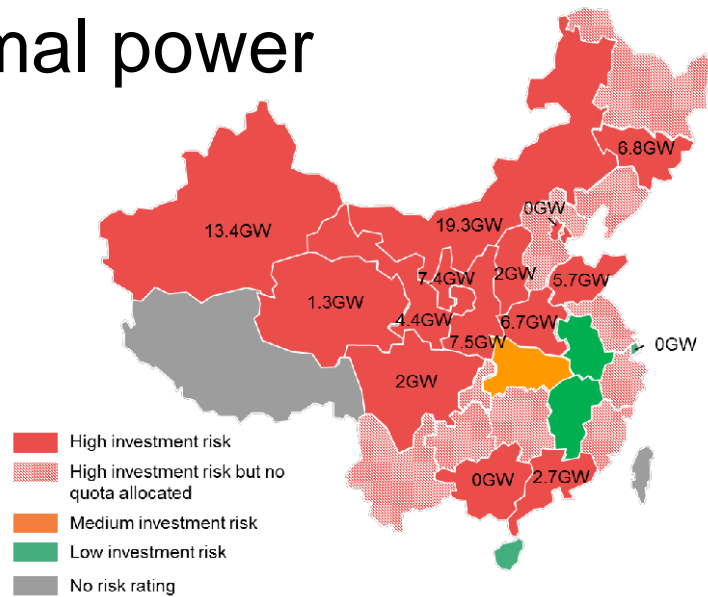 mal power
6.8GW
0GW
13.4GW
19.3GW
7.4GW
2GW
5.7GW
1.3GW
4.4GW
6.7GW
7.5GW
0GW
2GW
0GW
2.7GW
High investment risk
High investment risk but no
quota allocated
Medium investment risk
Low investment risk
No risk rating